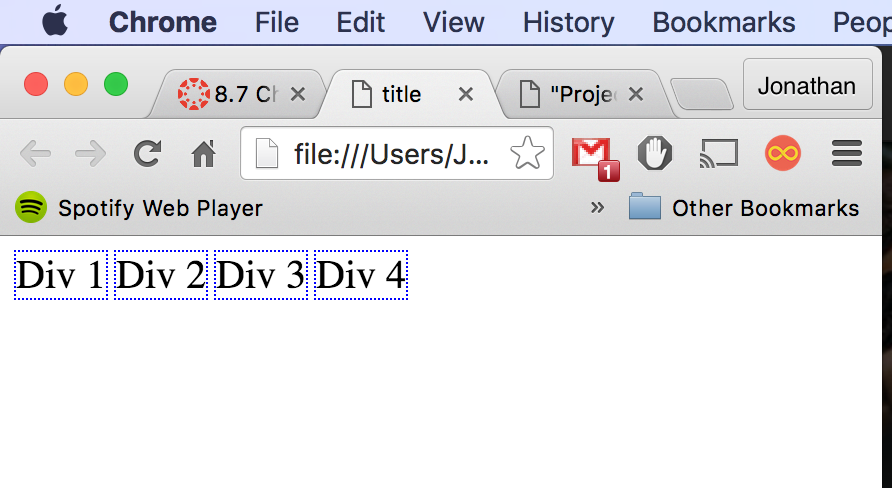 Chrome File Edit View History Bookmarks Peop
8.7 Ch title "Projec Jonathan
file:///Users/J... 1
Spotify Web Player » Other Bookmarks
Div 1 Div 2 Div 3 Div 4